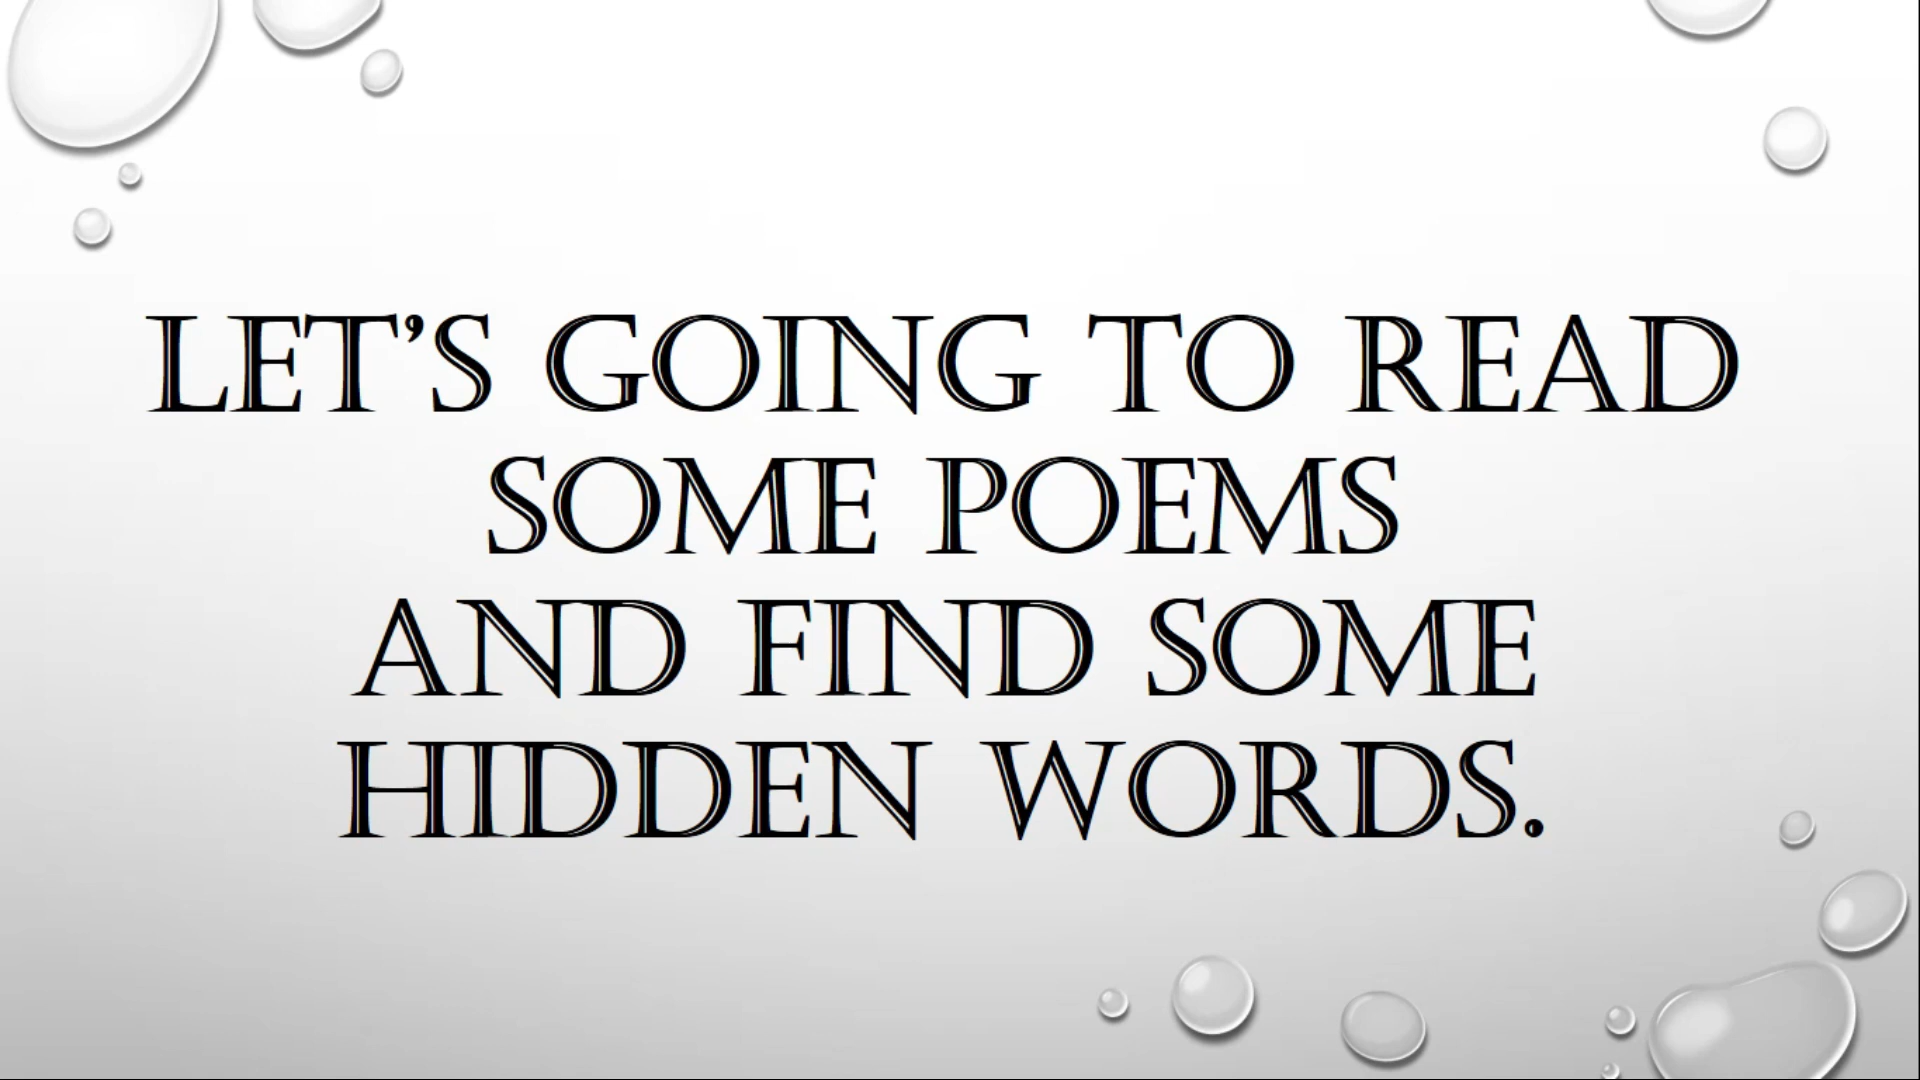 LET'S GOING TO READ
SOME POEMS
AND FIND SOME
HIDDEN WORDS.